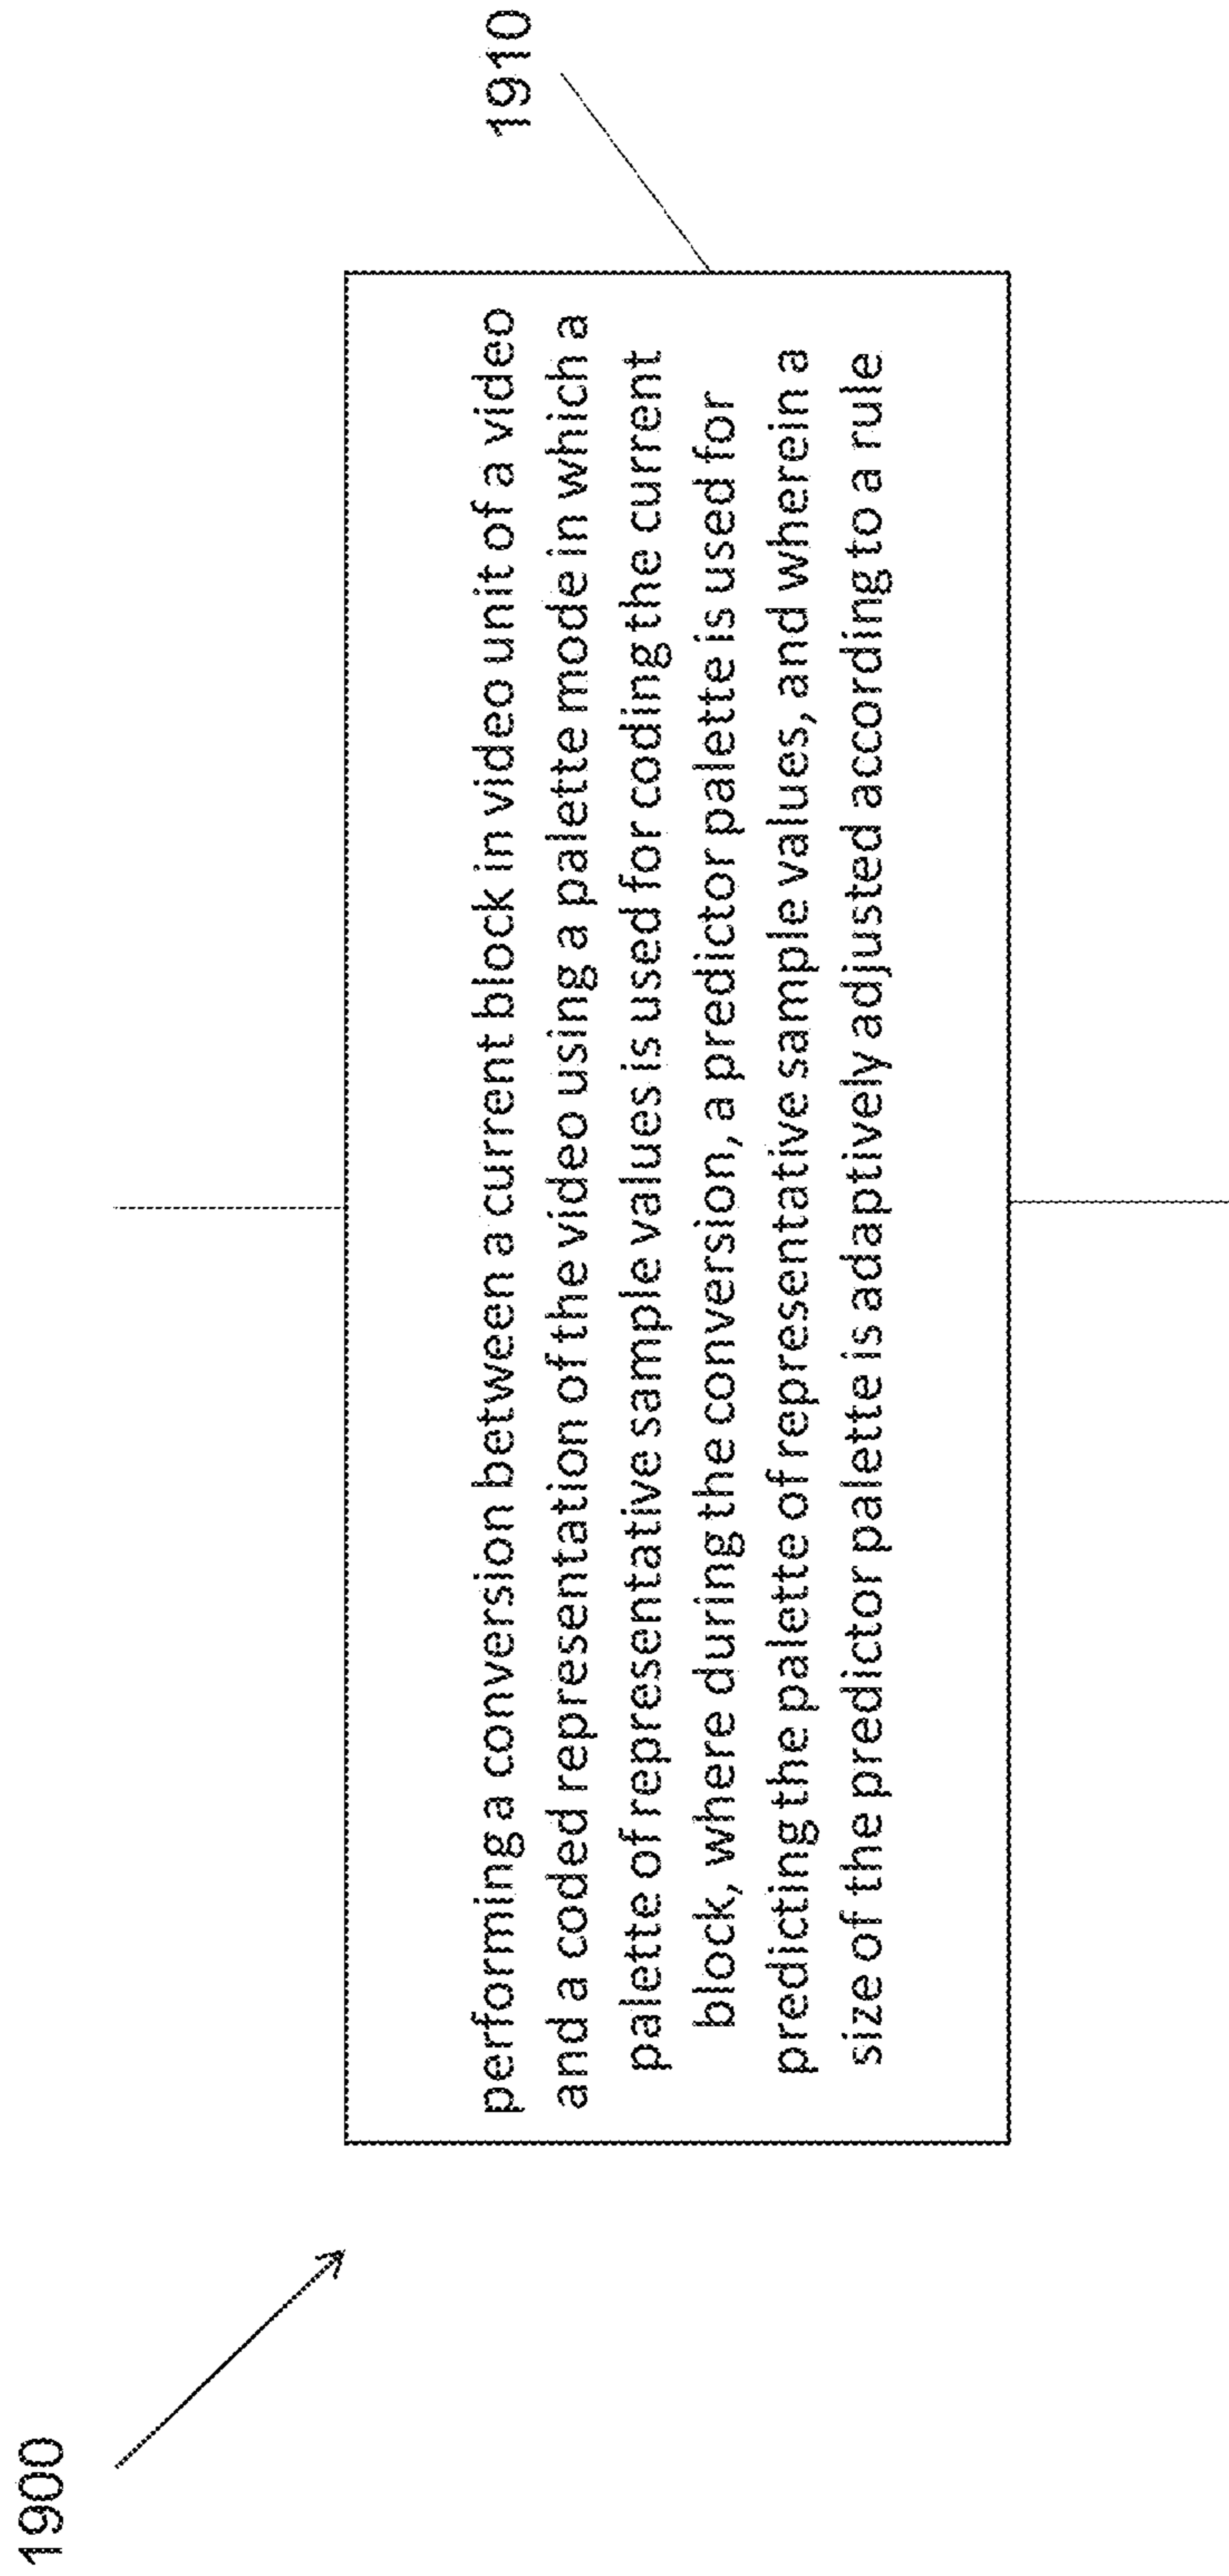 1900
1910
performing a conversion between a current block in video unit of a video
and a coded representation of the video using a palette mode in which a
palette of representative sample values is used for coding the current
block, where during the conversion, a predictor palette is used for
predicting the palette of representative sample values, and wherein a
size of the predictor palette is adaptively adjusted according to a rule